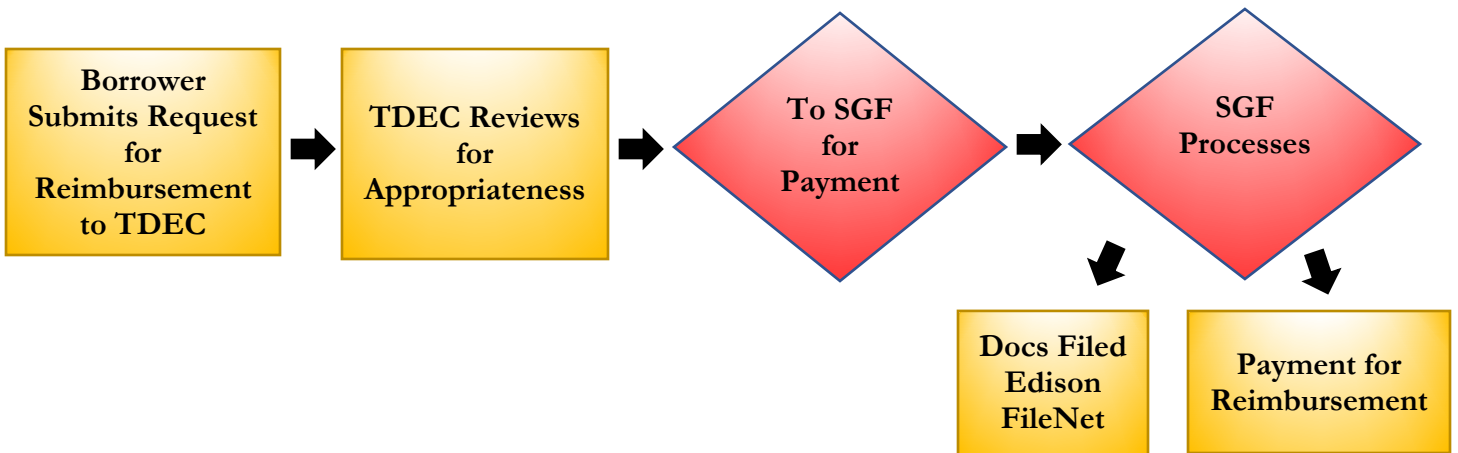 Borrower
Submits Request
for
Reimbursement
to TDEC
TDEC Reviews
for
Appropriateness
To SGF
for
Payment
SGF
Processes
Docs Filed
Edison
FileNet
Payment for
Reimbursement